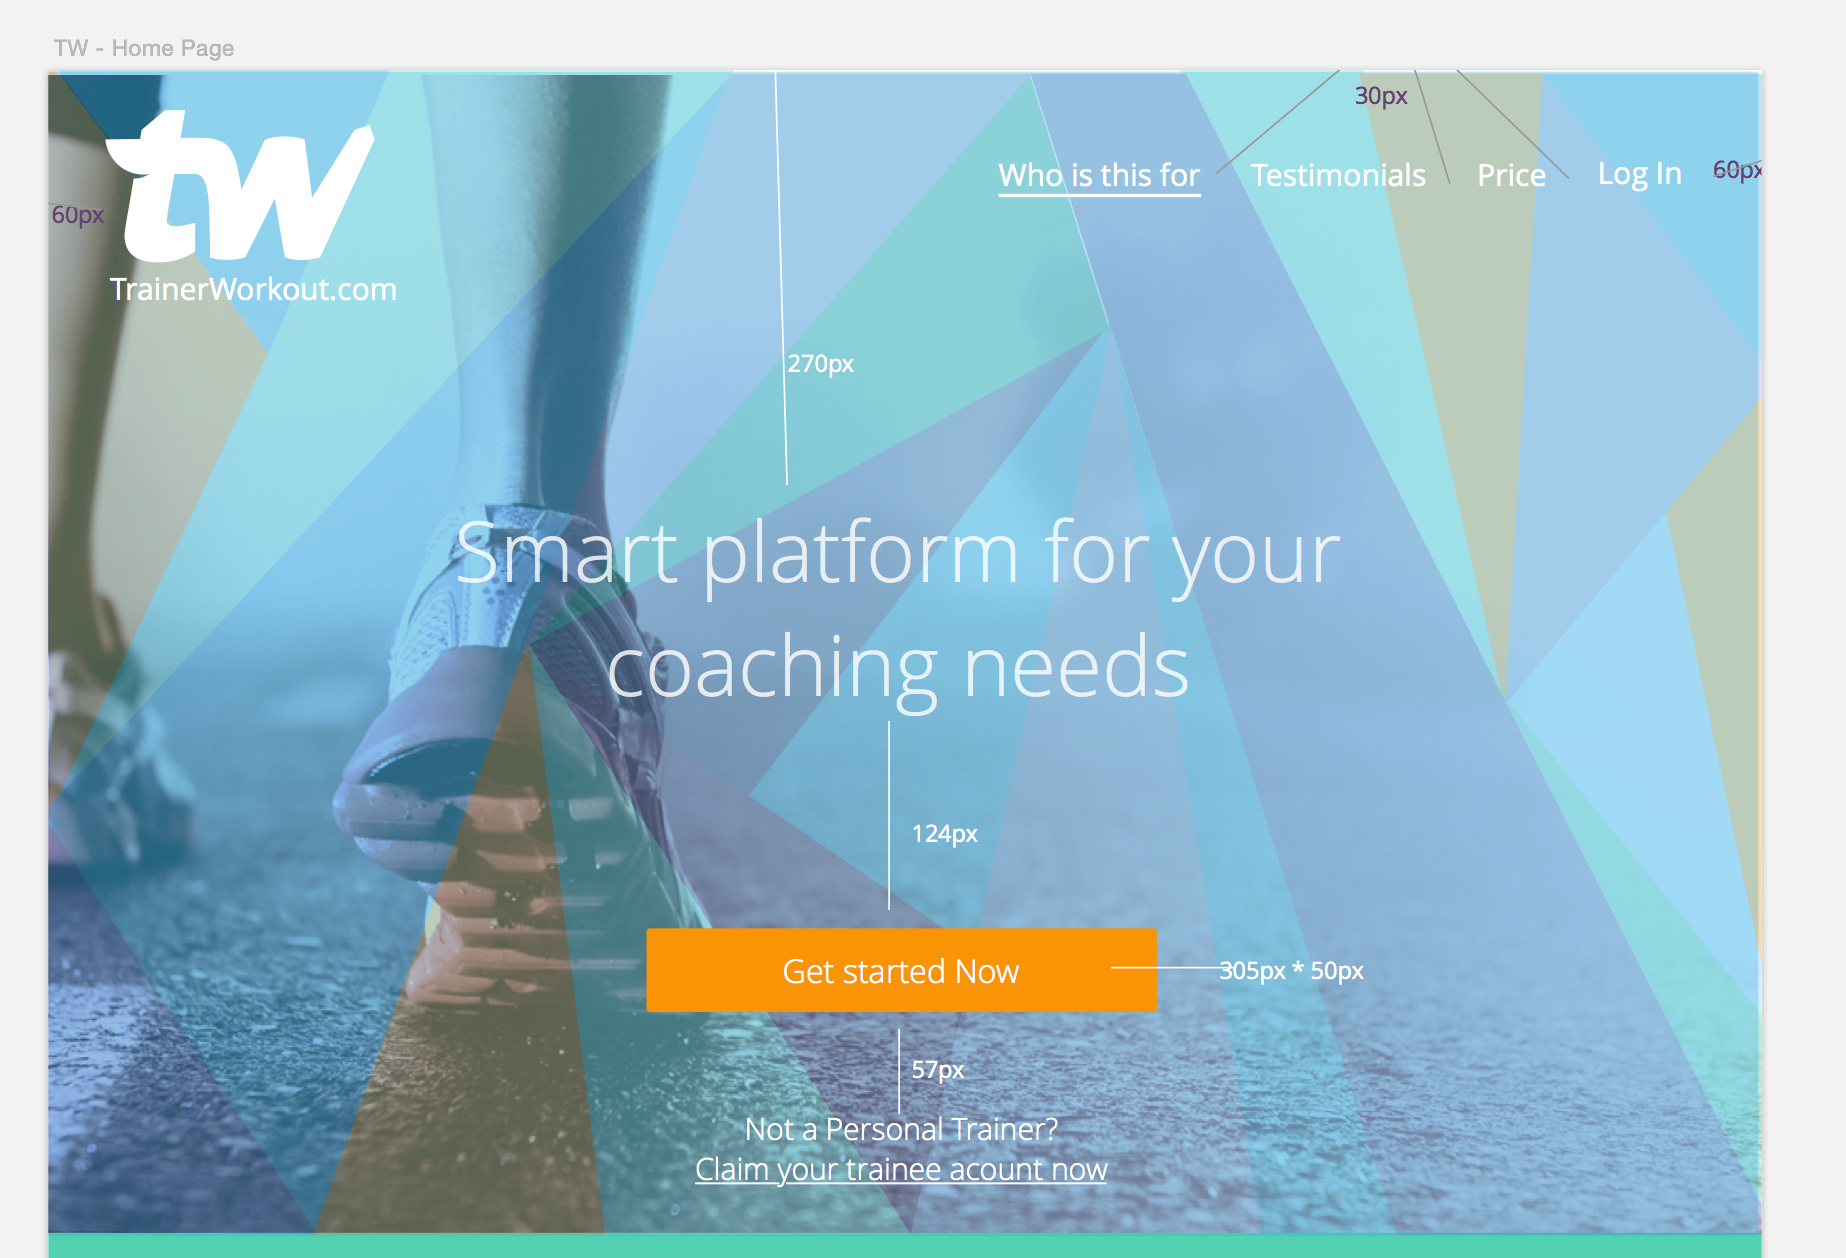 TW - Home Page
30px
Who is this for Testimonials Price Log In 60px
tw
60px
TrainerWorkout.com
270px
Smart platform for your
coaching needs
124px
Get started Now
305px * 50px
57px
Not a Personal Trainer?
Claim your trainee acount now